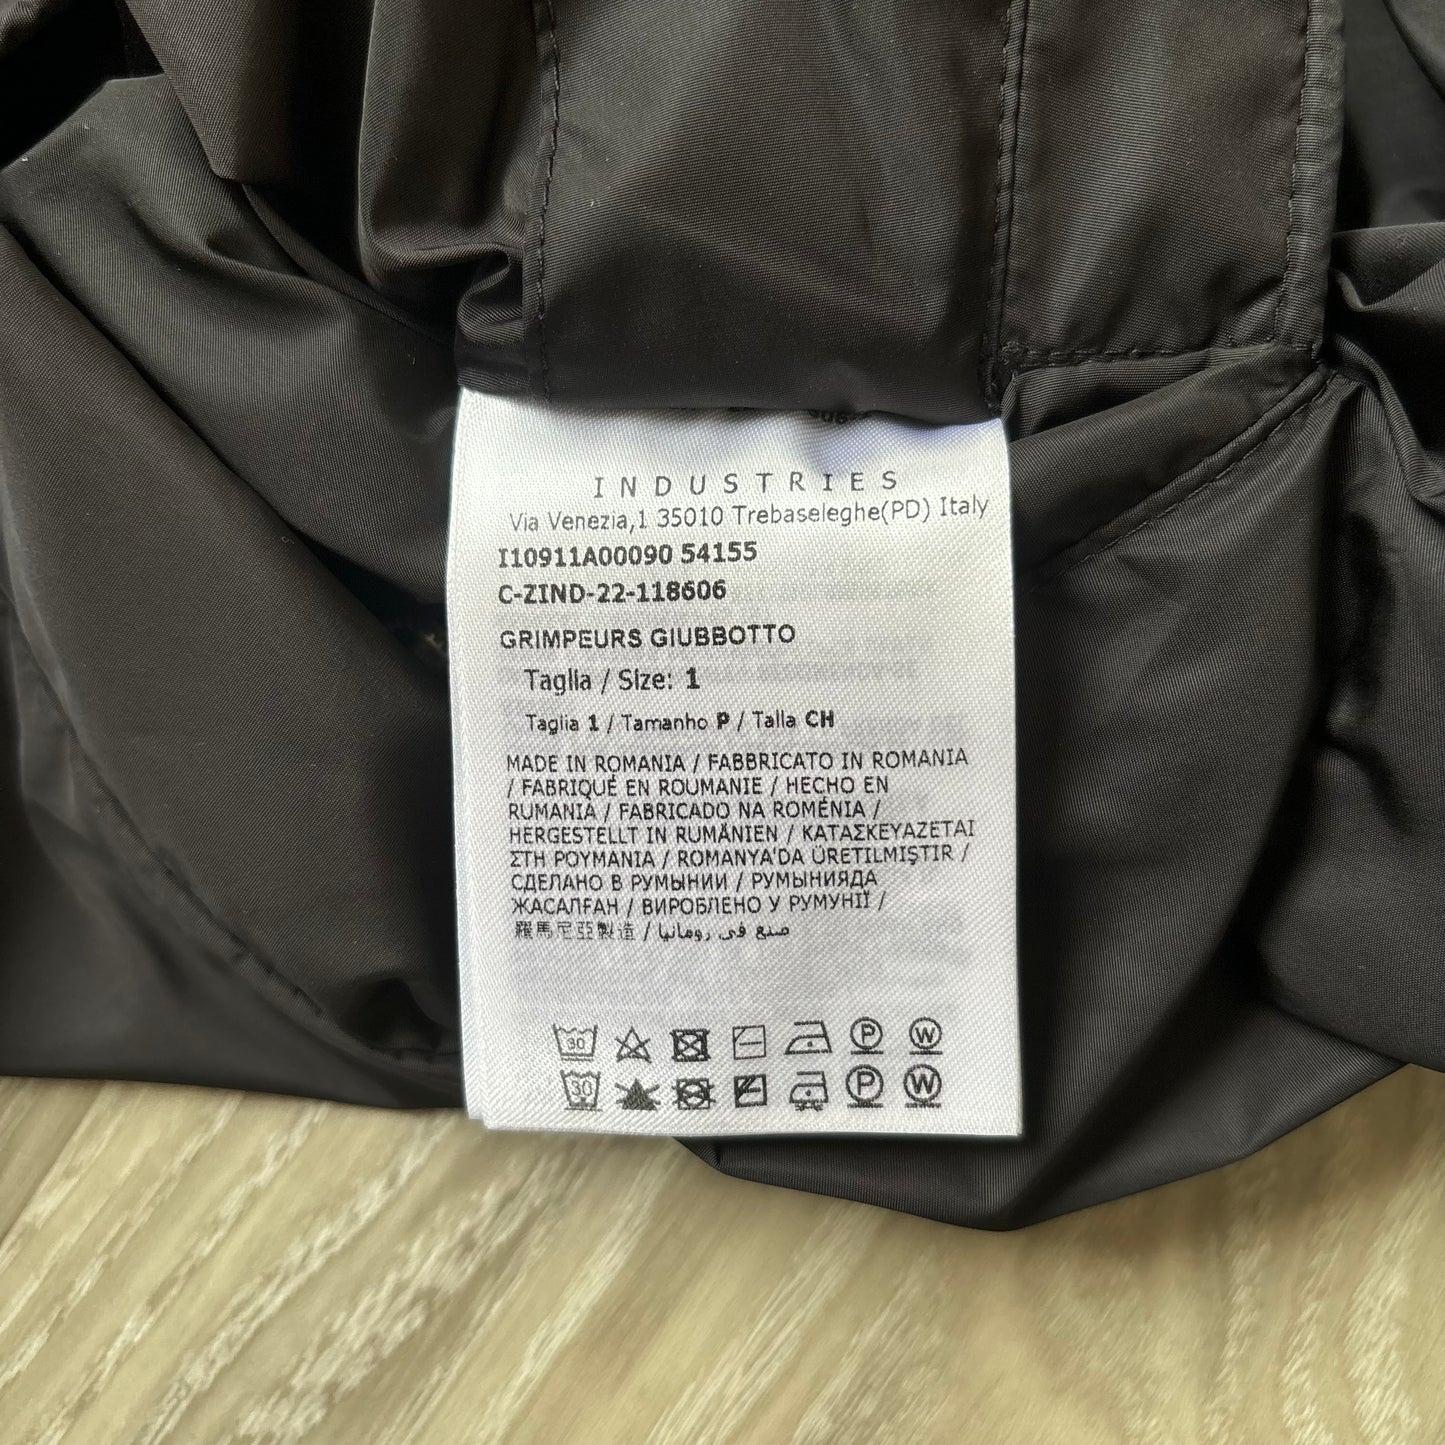 INDUSTRIES
Via Venezia,1 35010 Trebaseleghe(PD) Italy
I10911A00090 54155
C-ZIND-22-118606
GRIMPEURS GIUBBOTTO
Taglia / Size: 1
Taglia 1 / Tamanho P / Talla CH
MADE IN ROMANIA / FABBRICATO IN ROMANIA
/ FABRIQUÉ EN ROUMANIE / HECHO EN
RUMANIA / FABRICADO NA ROMÉNIA /
HERGESTELLT IN RUMÄNIEN / ΚΑΤΑΣΚΕΥΑΖΕΤΑΙ
ΣΤΗ ΡΟΥΜΑΝΙΑ / ROMANYA'DA ÜRETILMIŞTIR /
СДЕЛАНО В РУМЫНИИ / РУМЫНИЯДА
ЖАСАЛҒАН / ВИРОБЛЕНО У РУМУНІЇ /
羅馬尼亞製造 / صنع في رومانيا
30 P W
30 P W